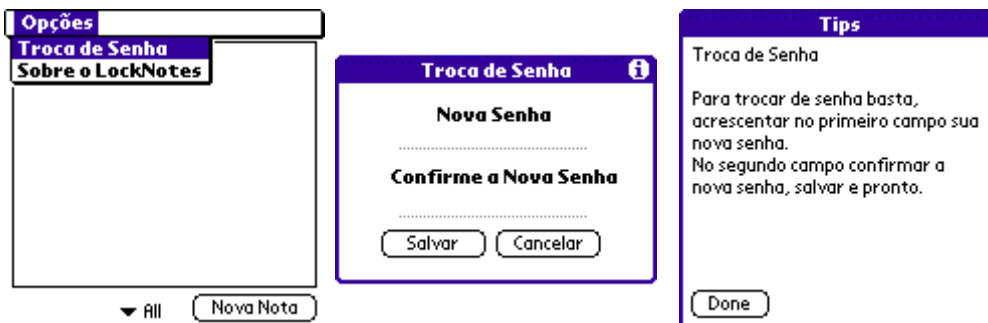 Opções
Troca de Senha
Sobre o LockNotes
All
Nova Nota
Troca de Senha
Nova Senha
Confirme a Nova Senha
Salvar
Cancelar
Tips
Troca de Senha
Para trocar de senha basta,
acrescentar no primeiro campo sua
nova senha.
No segundo campo confirmar a
nova senha, salvar e pronto.
Done